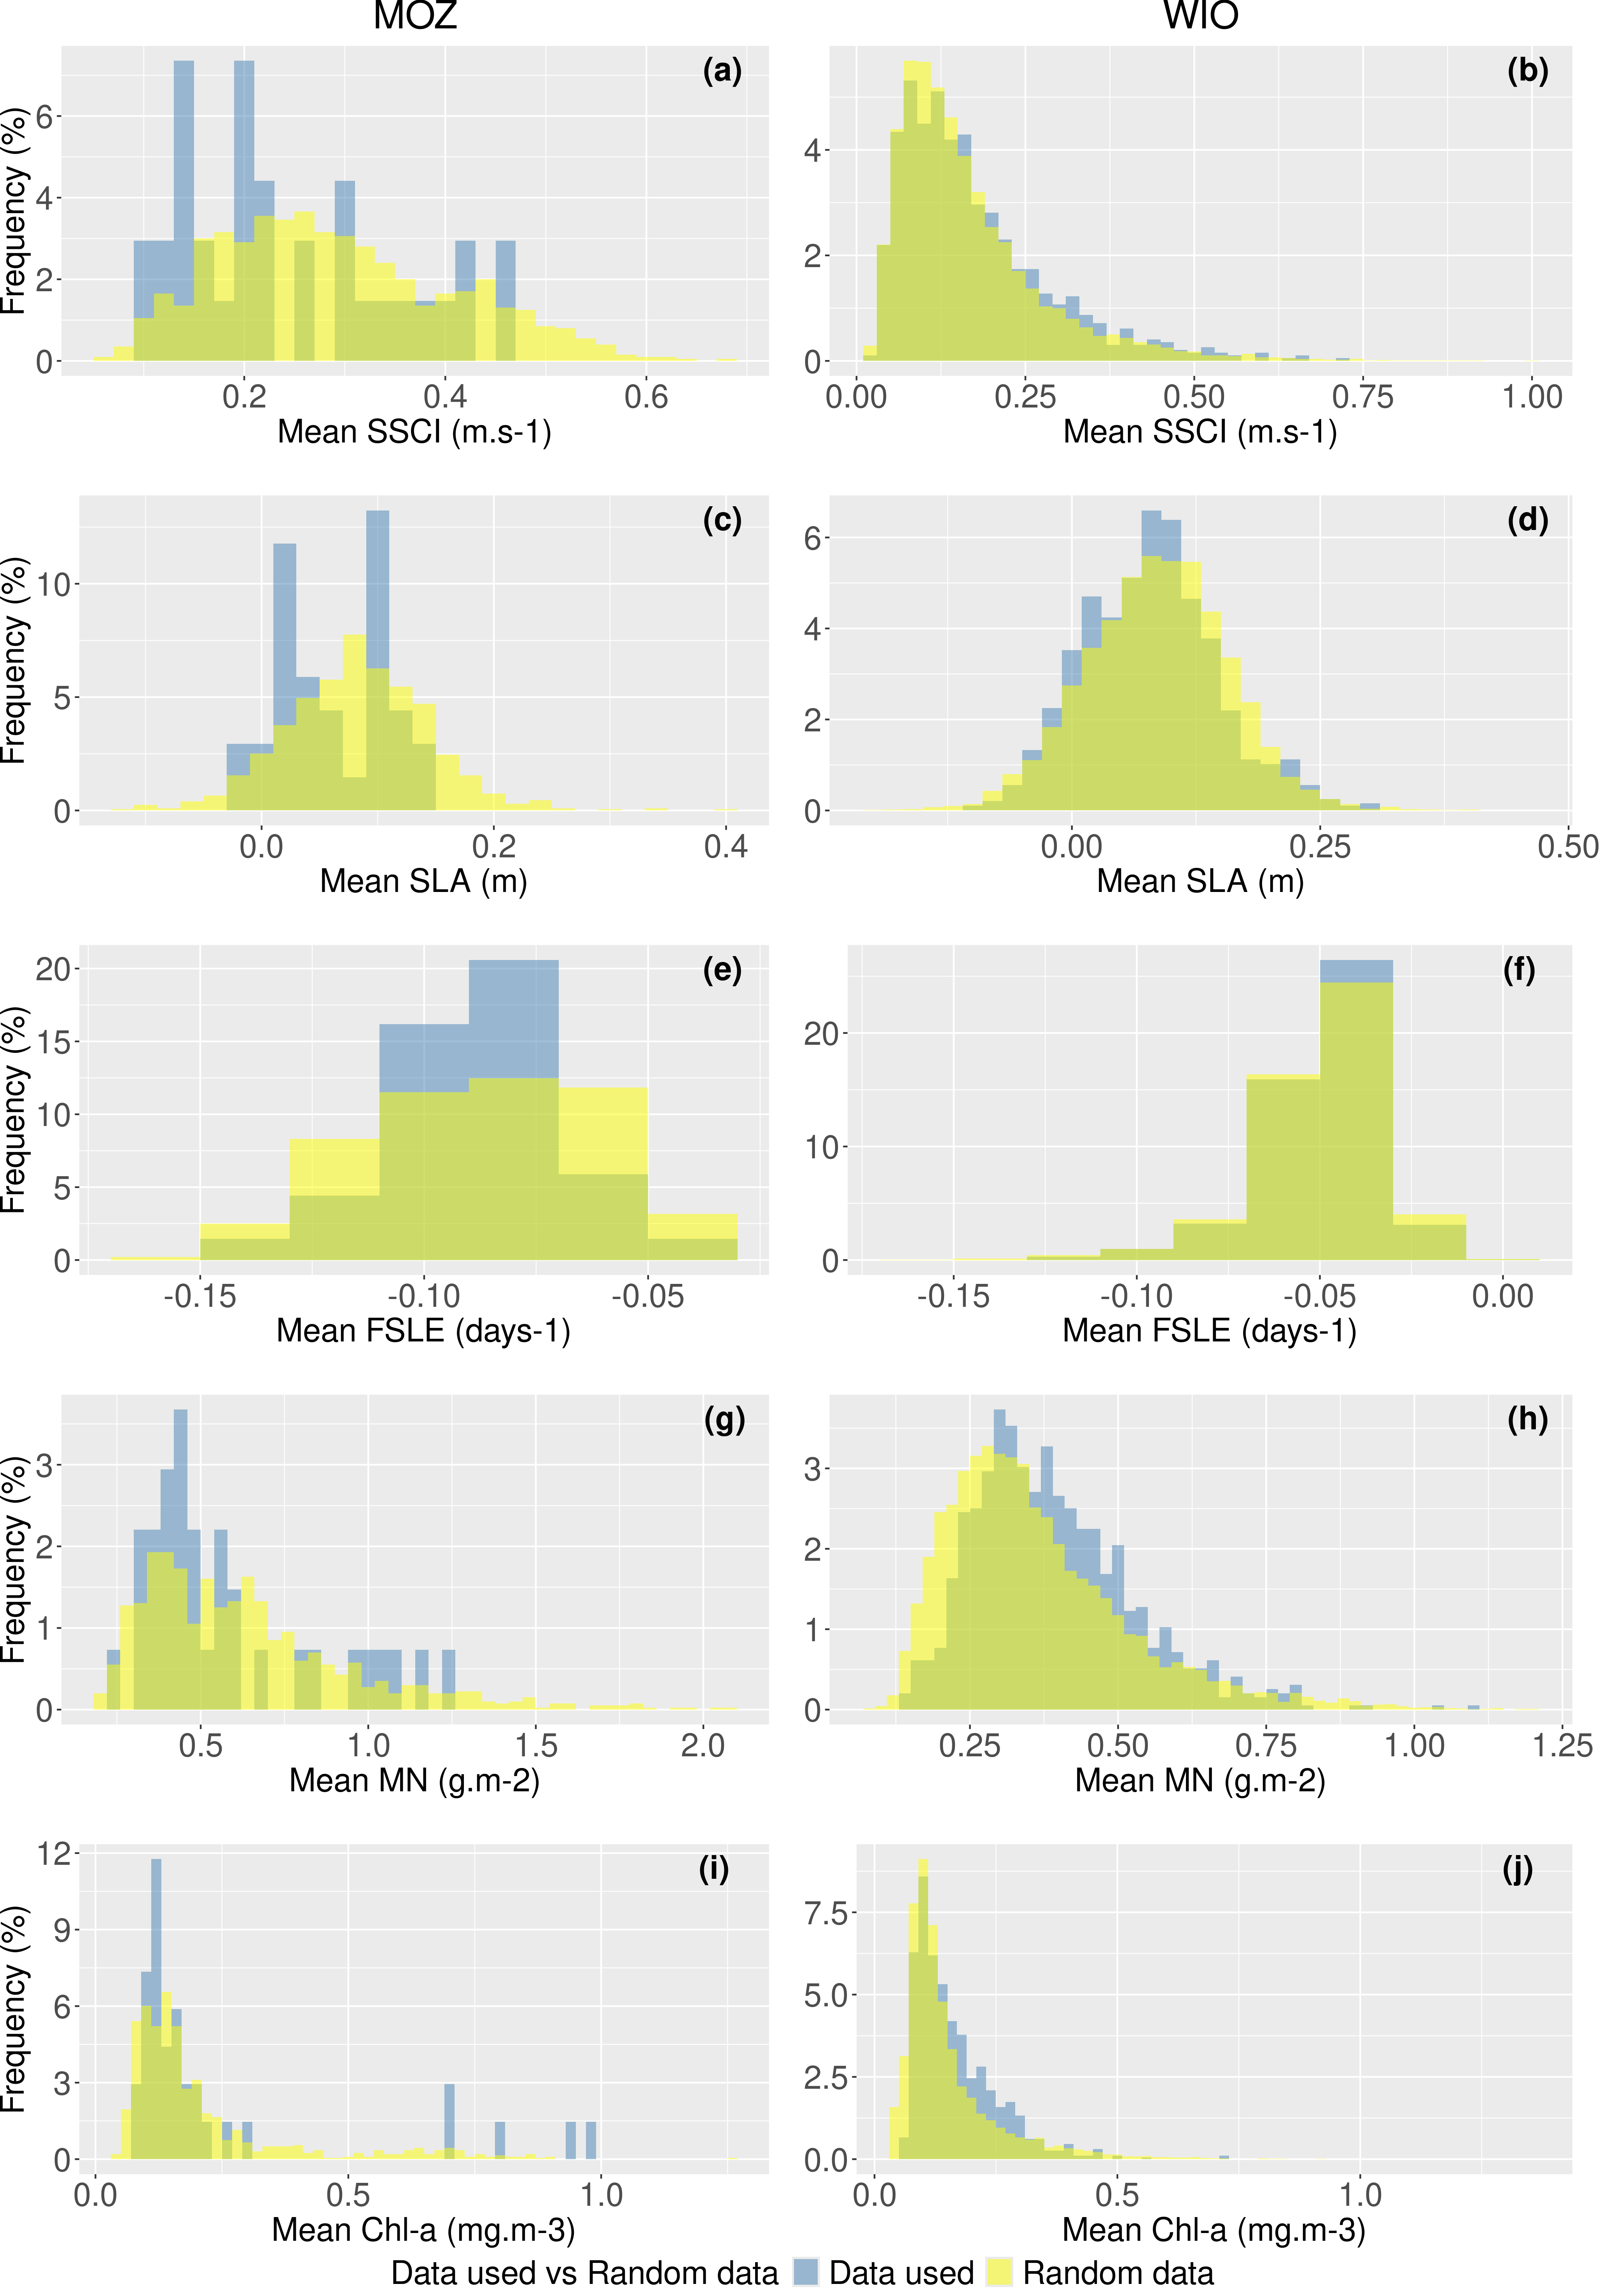 MOZ
WIO
(a)
Frequency (%)
6
4
2
0
0.2 0.4 0.6
Mean SSCI (m.s-1)
(b)
4
2
0
0.00 0.25 0.50 0.75 1.00
Mean SSCI (m.s-1)
(c)
Frequency (%)
10
5
0
0.0 0.2 0.4
Mean SLA (m)
(d)
6
4
2
0
0.00 0.25 0.50
Mean SLA (m)
(e)
Frequency (%)
20
15
10
5
0
-0.15 -0.10 -0.05
Mean FSLE (days-1)
(f)
20
10
0
-0.15 -0.10 -0.05 0.00
Mean FSLE (days-1)
(g)
Frequency (%)
3
2
1
0
0.5 1.0 1.5 2.0
Mean MN (g.m-2)
(h)
3
2
1
0
0.25 0.50 0.75 1.00 1.25
Mean MN (g.m-2)
(i)
Frequency (%)
12
9
6
3
0
0.0 0.5 1.0
Mean Chl-a (mg.m-3)
(j)
7.5
5.0
2.5
0.0
0.0 0.5 1.0
Mean Chl-a (mg.m-3)
Data used vs Random data Data used Random data